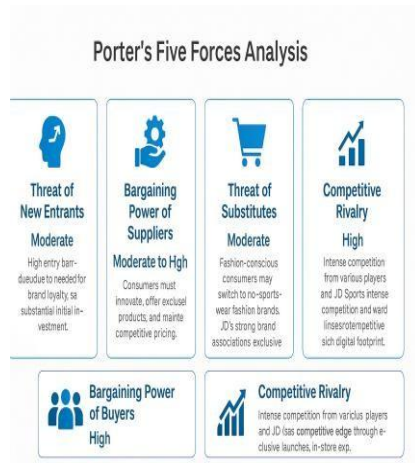 Porter's Five Forces Analysis
Threat of
New Entrants
Moderate
High entry barr-
dueudue to needed for
brand loyalty, sa
substantial initial in-
vestment.
Bargaining
Power of
Suppliers
Moderate to Hgh
Consumers must
innovate, offer exclusel
products, and mainte
competitive pricing.
Threat of
Substitutes
Moderate
Fashion-conscious
consumers may
switch to no-sports-
wear fashion brands.
JD's strong brand
associations exclusive
Competitive
Rivalry
High
Intense competition
from various players
and JD Sports intense
competition and ward
linsesrotempetitive
sich digital footprint.
Bargaining Power
of Buyers
High
Competitive Rivalry
Intense competition from varicius players
and JD (sas competitive edge through e-
clusive launches, in-store exp.